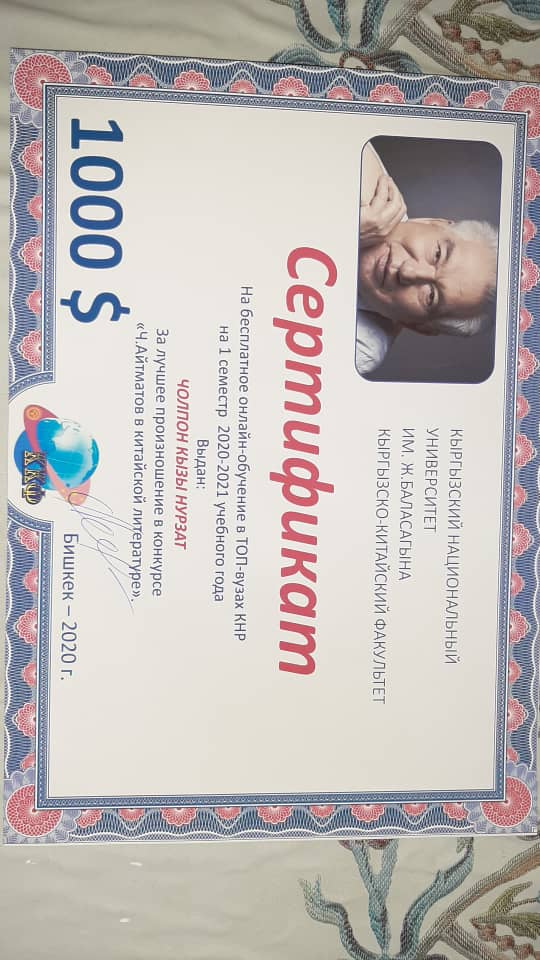 КЫРГЫЗСКИЙ НАЦИОНАЛЬНЫЙ
УНИВЕРСИТЕТ
ИМ. Ж.БАЛАСАГЫНА
КЫРГЫЗСКО-КИТАЙСКИЙ ФАКУЛЬТЕТ
Сертификат
На бесплатное онлайн-обучение в ТОП-вузах КНР
на 1 семестр 2020-2021 учебного года
Выдан:
ЧОЛПОН КЫЗЫ НУРЗАТ
За лучшее произношение в конкурсе
«Ч.Айтматов в китайской литературе».
1000 $
ККФ
Бишкек – 2020 г.